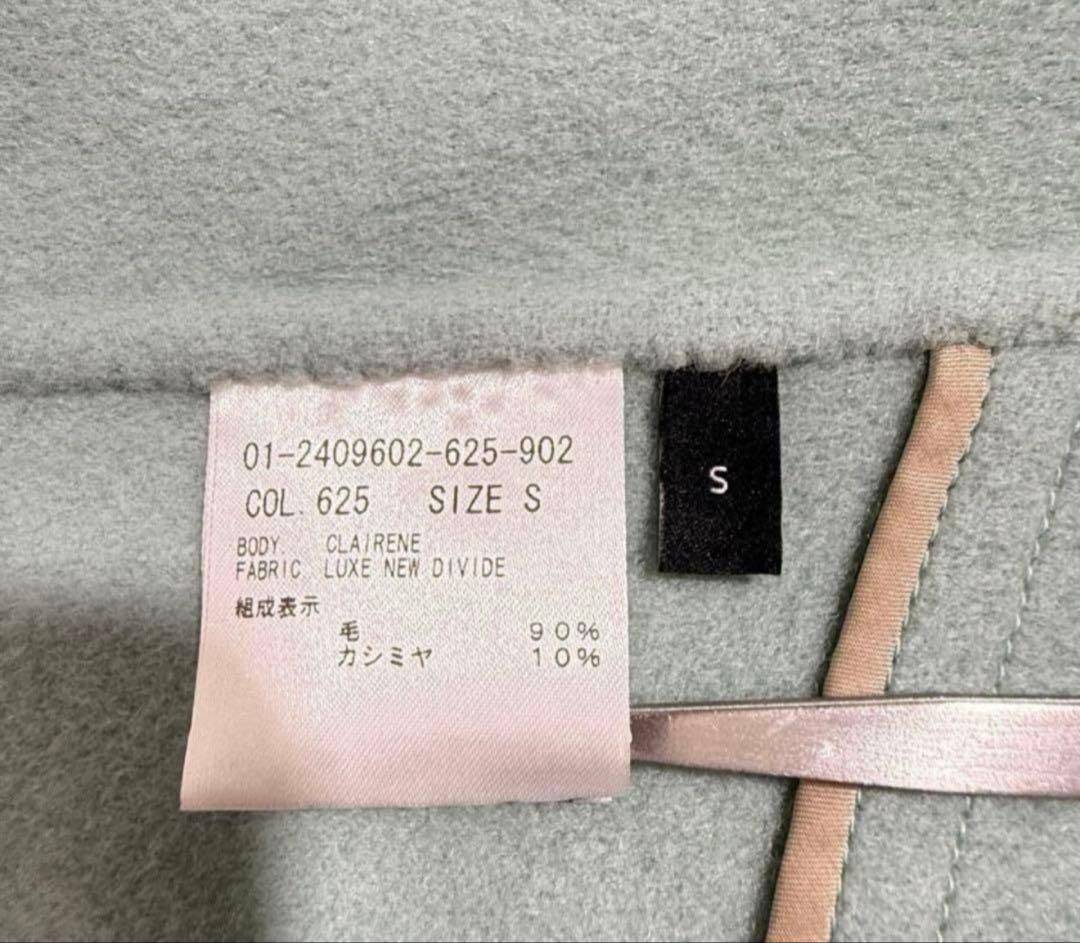 01-2409602-625-902
COL. 625 SIZE S
BODY. CLAIRENE
FABRIC LUXE NEW DIVIDE
組成表示
毛 90%
カシミヤ 10%
S